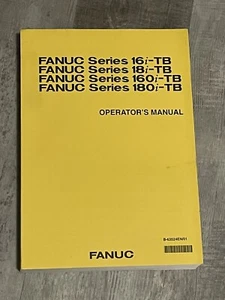 FANUC Series 16i-TB
FANUC Series 18i-TB
FANUC Series 160i-TB
FANUC Series 180i-TB
OPERATOR'S MANUAL
FANUC